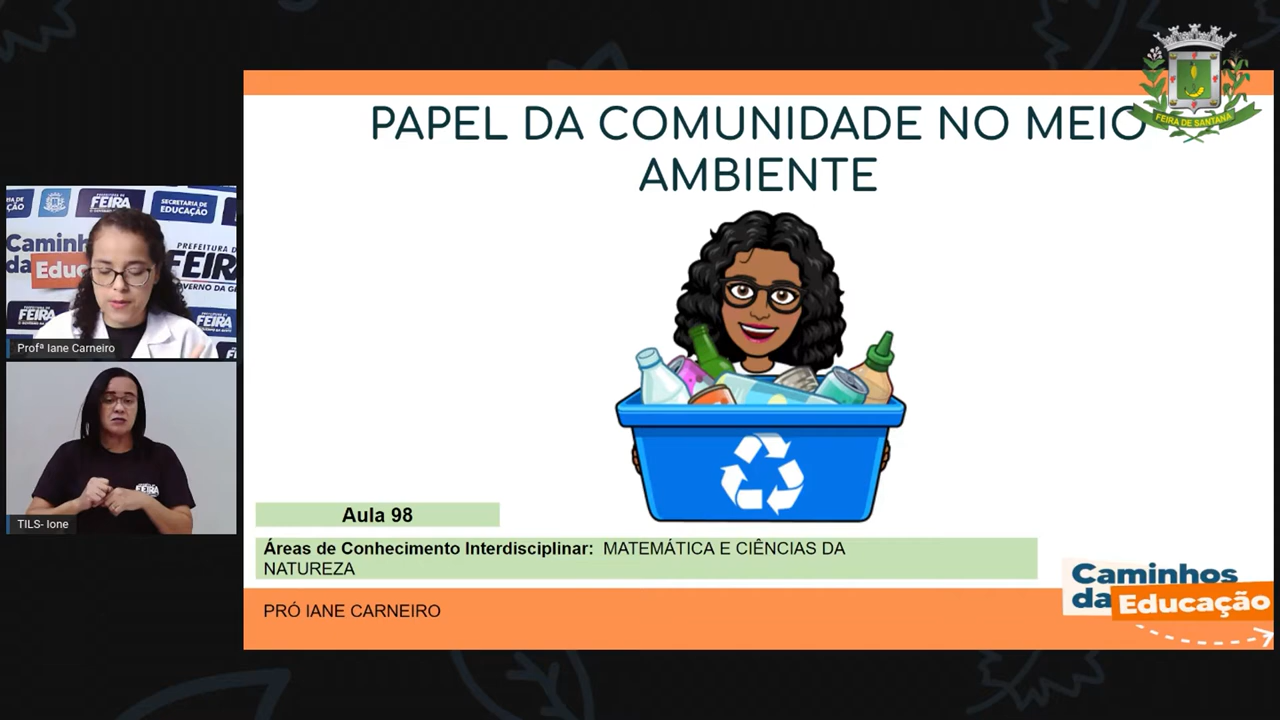 FEIRA DE SANTANA
PAPEL DA COMUNIDADE NO MEIO
AMBIENTE
FEIRA
SECRETARIA DE
EDUCAÇÃO
Caminh
da Educ
PREFEITURA D
FEIR
FEIRA
FEIRA
Profª Iane Carneiro
FEIRA
TILS- Ione
Aula 98
Áreas de Conhecimento Interdisciplinar: MATEMÁTICA E CIÊNCIAS DA
NATUREZA
PRÓ IANE CARNEIRO
Caminhos
da Educação